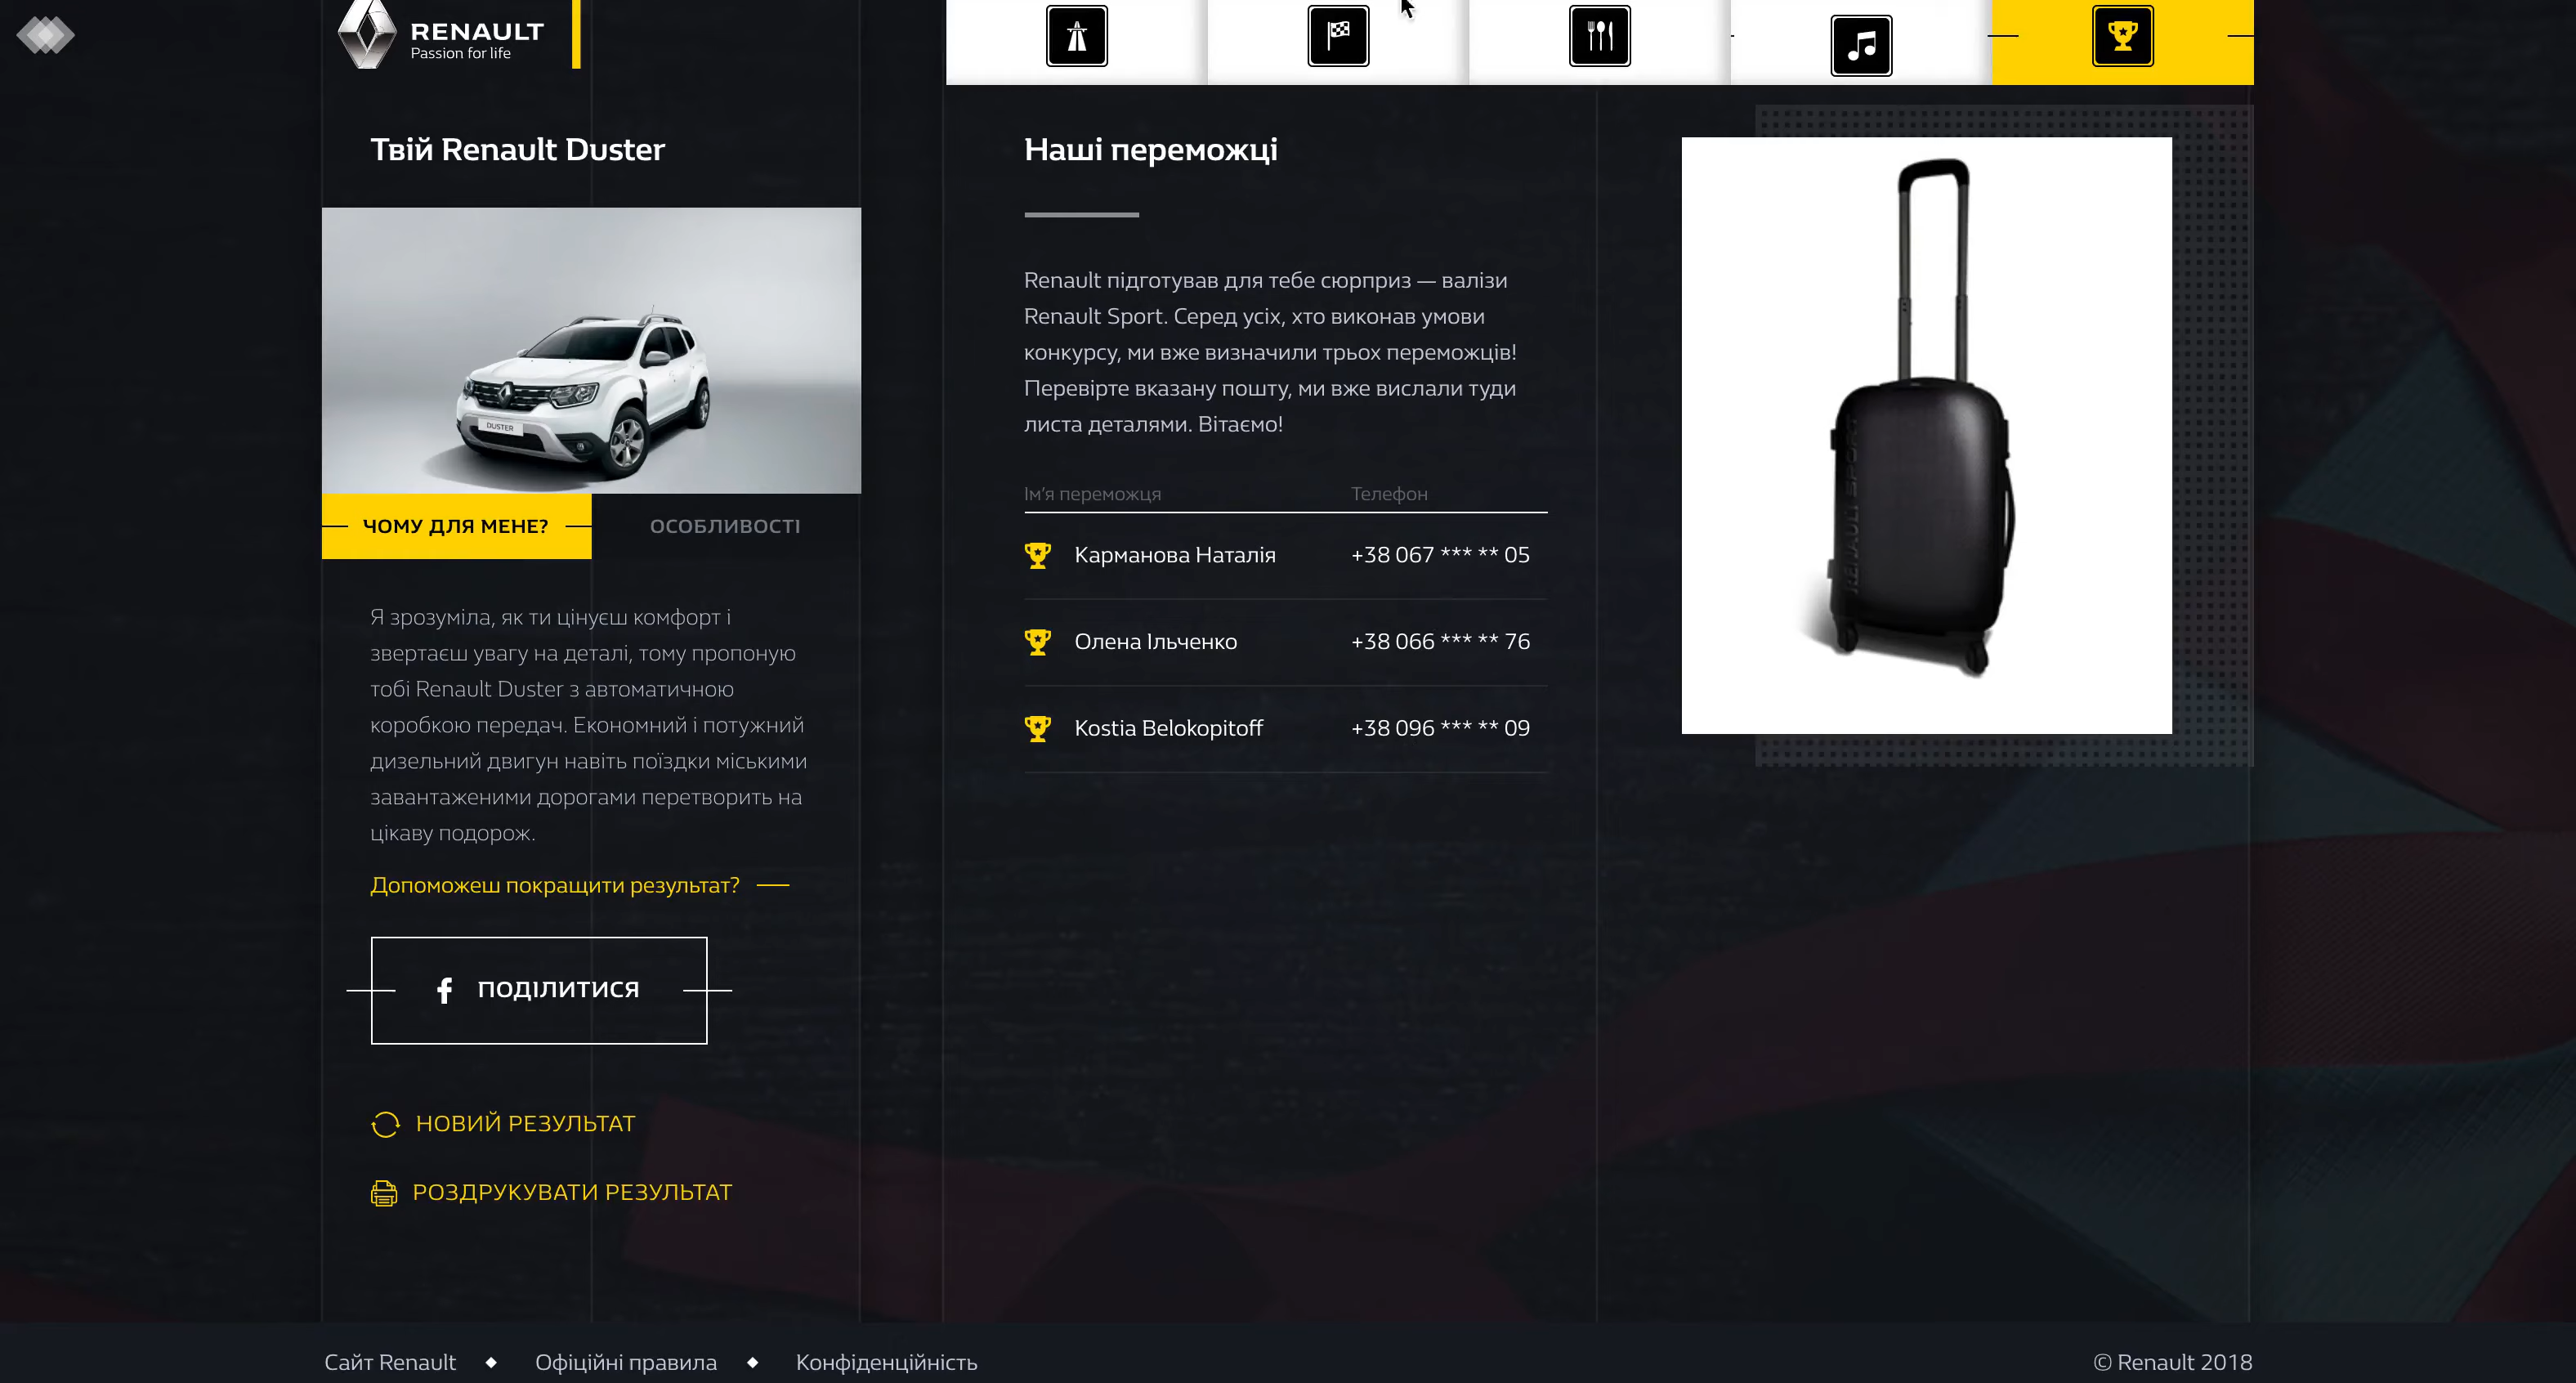 RENAULT
Passion for life
Твій Renault Duster
DUSTER
ЧОМУ ДЛЯ МЕНЕ?
ОСОБЛИВОСТІ
Я зрозуміла, як ти цінуєш комфорт і
звертаєш увагу на деталі, тому пропоную
тобі Renault Duster з автоматичною
коробкою передач. Економний і потужний
дизельний двигун навіть поїздки міськими
завантаженими дорогами перетворить на
цікаву подорож.
Допоможеш покращити результат?
f ПОДІЛИТИСЯ
НОВИЙ РЕЗУЛЬТАТ
РОЗДРУКУВАТИ РЕЗУЛЬТАТ
Наші переможці
Renault підготував для тебе сюрприз — валізи
Renault Sport. Серед усіх, хто виконав умови
конкурсу, ми вже визначили трьох переможців!
Перевірте вказану пошту, ми вже вислали туди
листа деталями. Вітаємо!
Ім’я переможця Телефон
Карманова Наталія +38 067 *** ** 05
Олена Ільченко +38 066 *** ** 76
Kostia Belokopitoff +38 096 *** ** 09
RENAULT SPORT
Сайт Renault ◆ Офіційні правила ◆ Конфіденційність
© Renault 2018